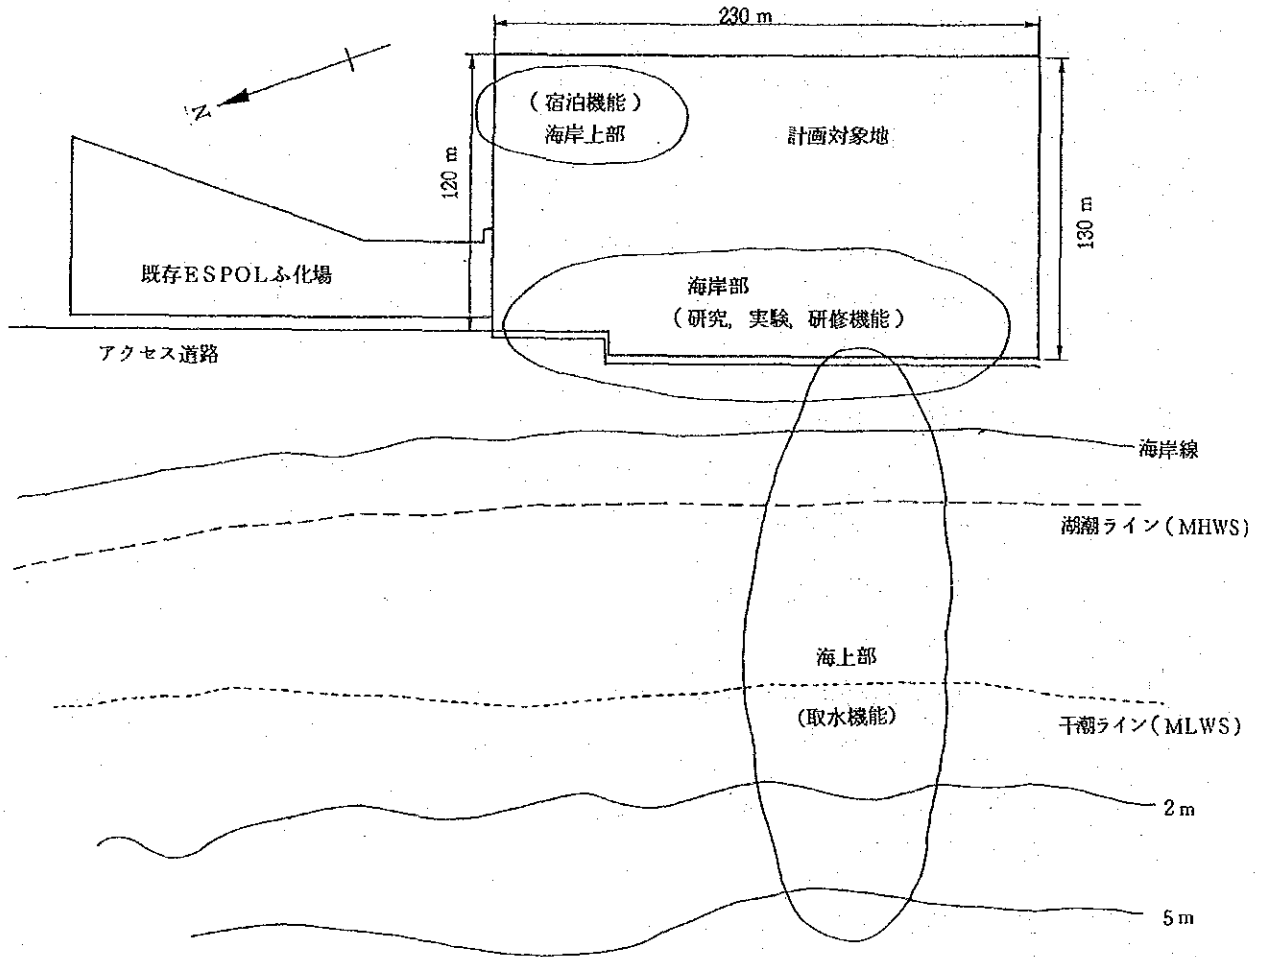 230 m
N
(宿泊機能)
海岸上部
計画対象地
120 m
130 m
既存ESPOLふ化場
海岸部
(研究, 実験, 研修機能)
アクセス道路
海岸線
湖潮ライン(MHWS)
海上部
(取水機能)
干潮ライン(MLWS)
2m
5m